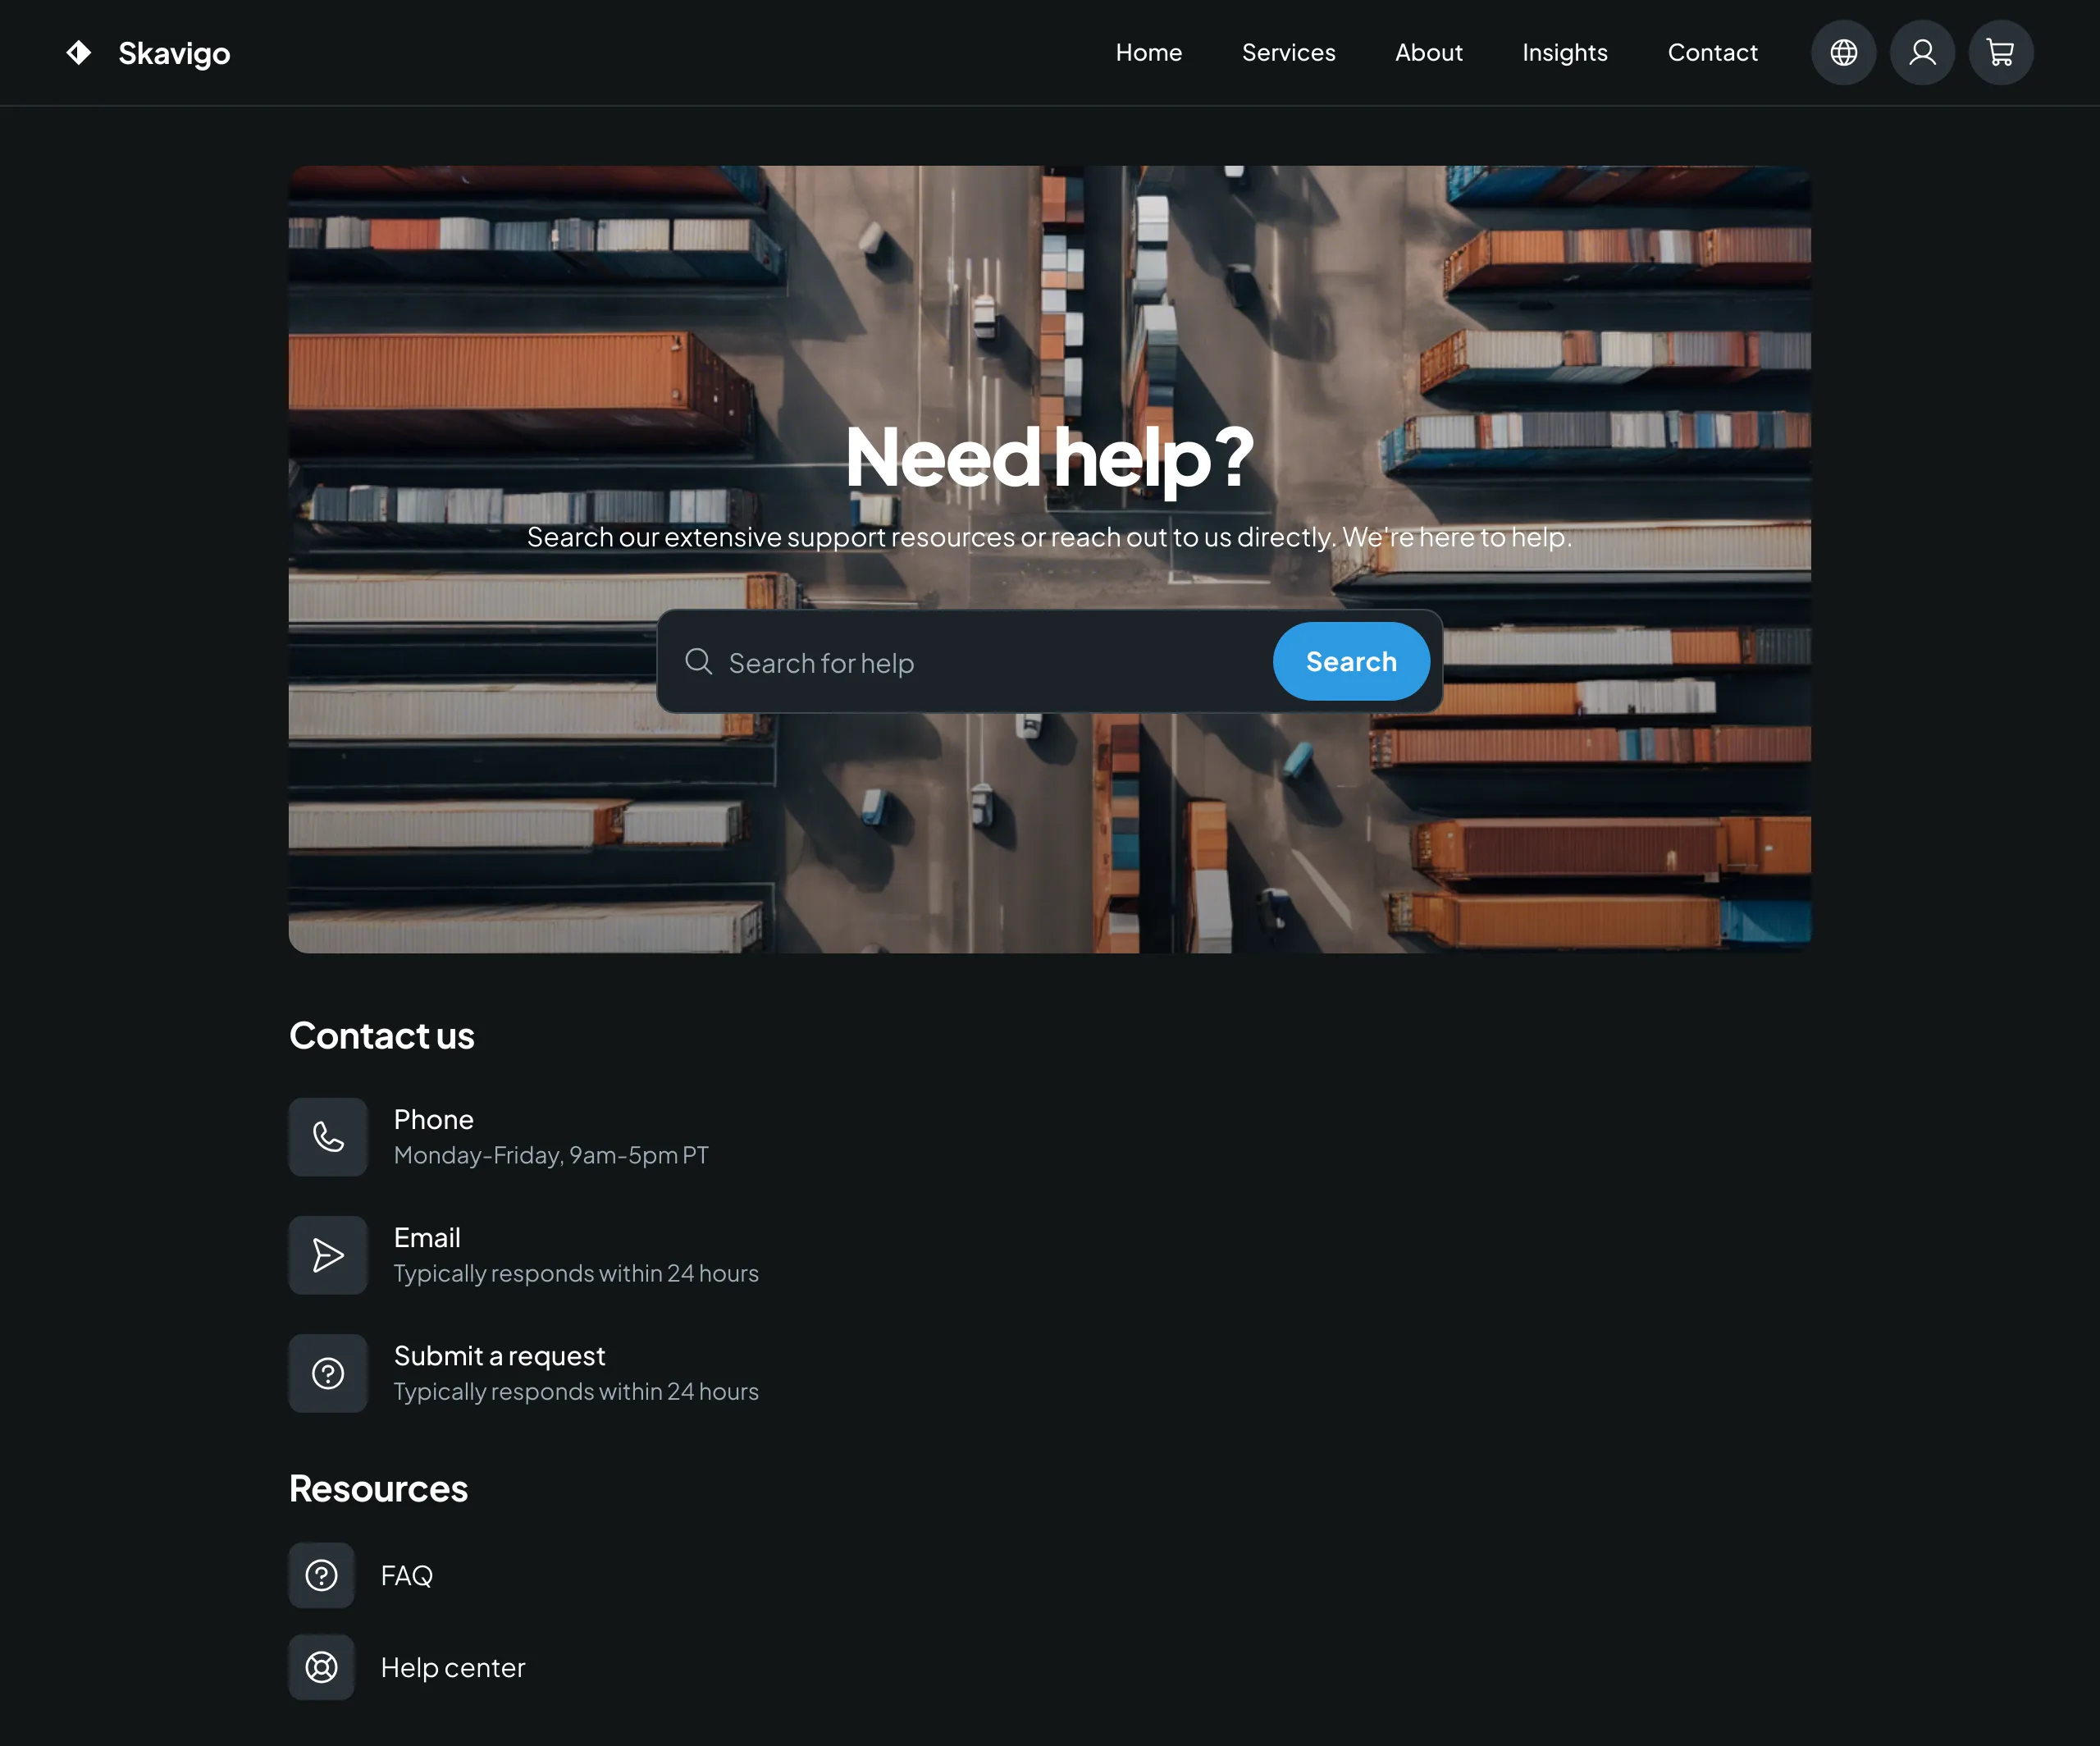 Skavigo
Home
Services
About
Insights
Contact
Need help?
Search our extensive support resources or reach out to us directly. We're here to help.
Search for help
Search
Contact us
Phone
Monday-Friday, 9am-5pm PT
Email
Typically responds within 24 hours
Submit a request
Typically responds within 24 hours
Resources
FAQ
Help center